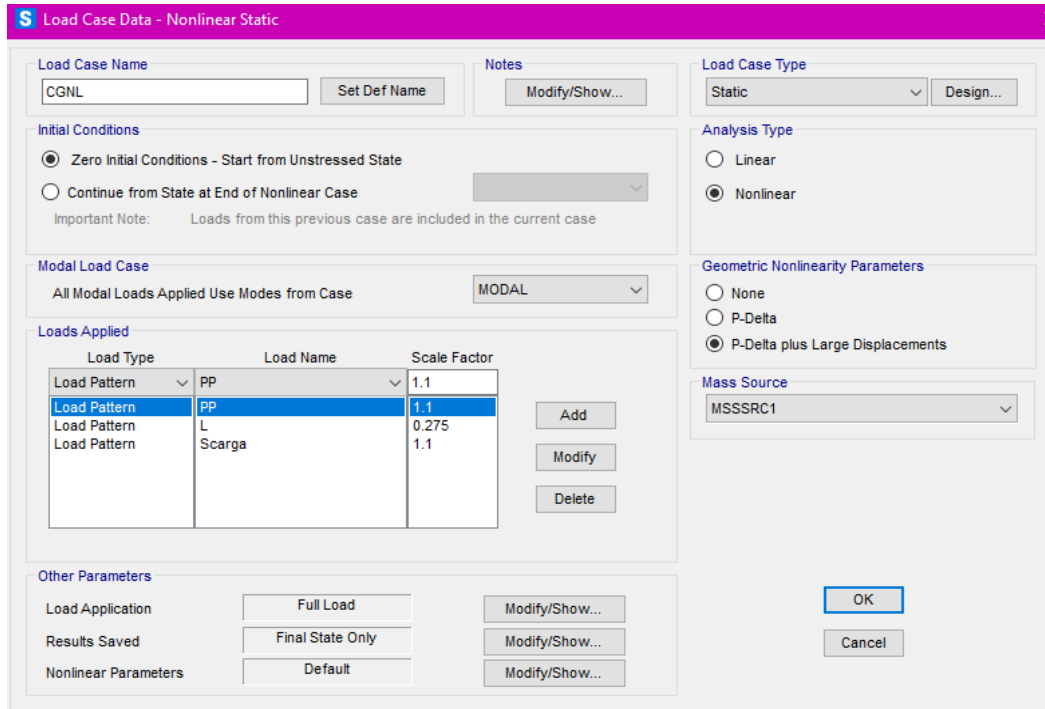 S Load Case Data - Nonlinear Static
Load Case Name
CGNL
Set Def Name
Notes
Modify/Show...
Load Case Type
Static
Design...
Initial Conditions
Zero Initial Conditions - Start from Unstressed State
Continue from State at End of Nonlinear Case
Important Note: Loads from this previous case are included in the current case
Analysis Type
Linear
Nonlinear
Modal Load Case
All Modal Loads Applied Use Modes from Case
MODAL
Geometric Nonlinearity Parameters
None
P-Delta
P-Delta plus Large Displacements
Loads Applied
Load Type Load Name Scale Factor
Load Pattern PP 1.1
Load Pattern PP 1.1
Load Pattern L 0.275
Load Pattern Scarga 1.1
Add
Modify
Delete
Mass Source
MSSSRC1
Other Parameters
Load Application Full Load Modify/Show...
Results Saved Final State Only Modify/Show...
Nonlinear Parameters Default Modify/Show...
OK
Cancel